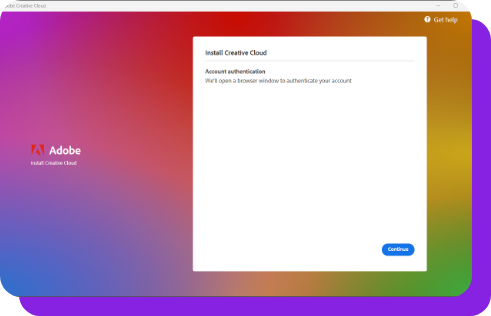 Adobe Creative Cloud
Get help
Install Creative Cloud
Account authentication
We'll open a browser window to authenticate your account
Adobe
Install Creative Cloud
Continue